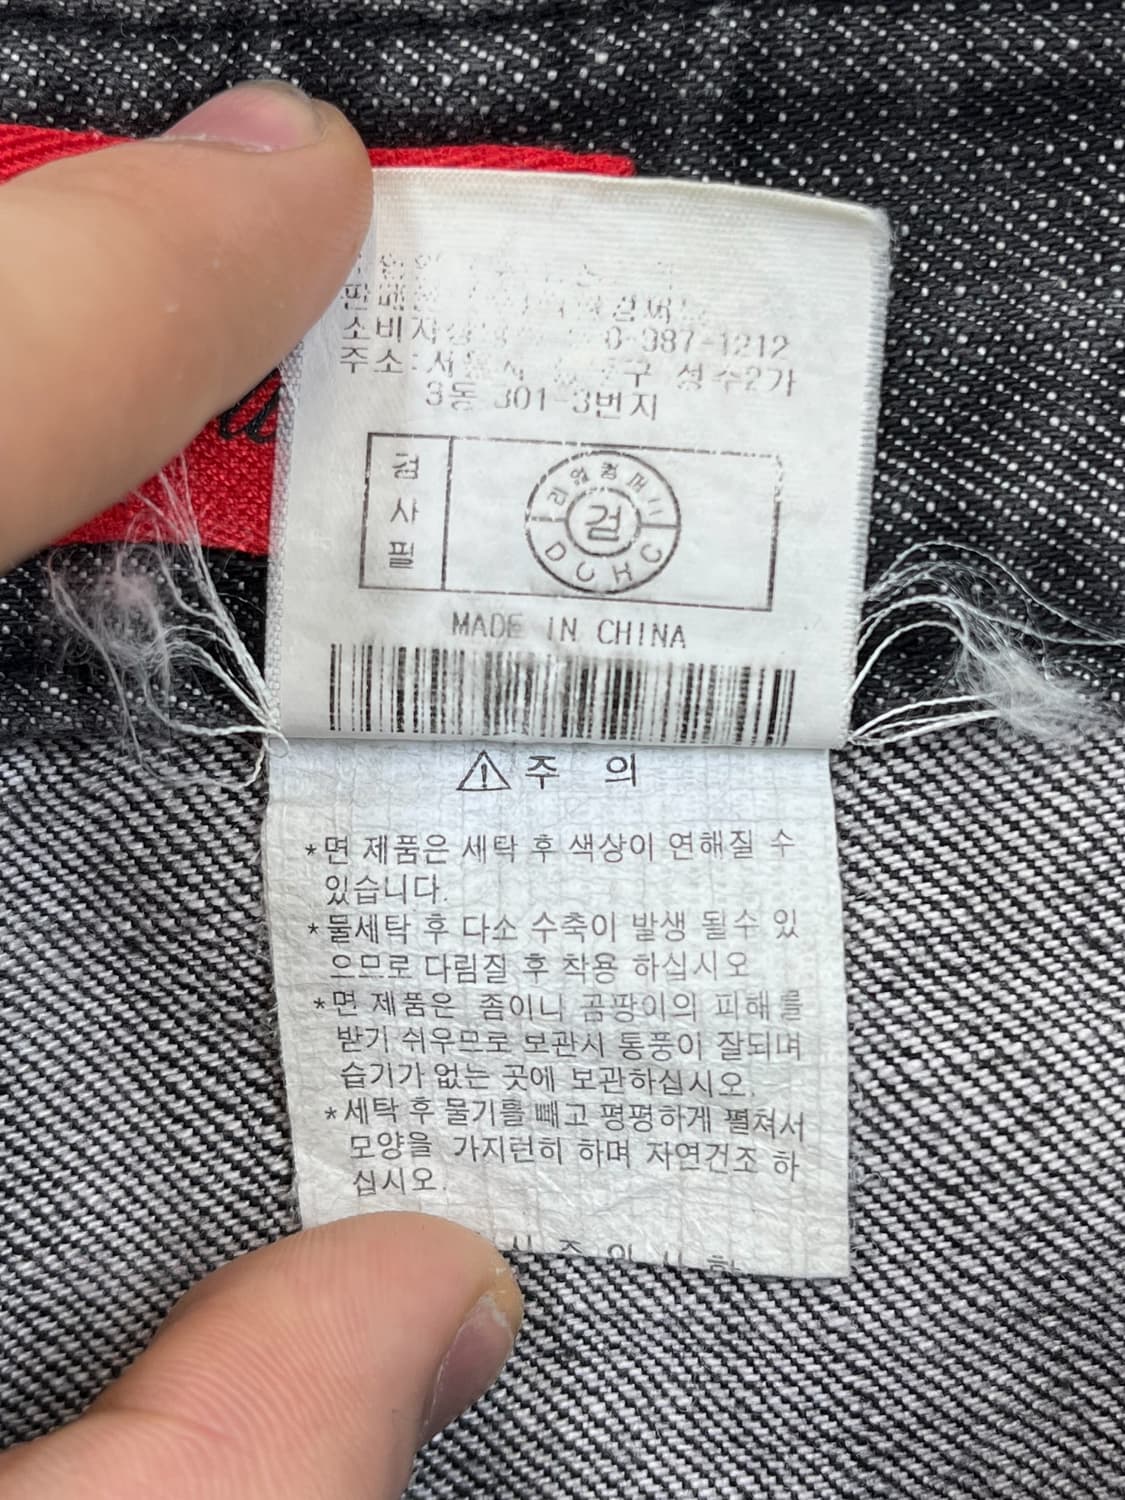 소비자
0-987-1212
주소: 구 성수2가
3동 301-3번지
검사필
리얼컴퍼니
검
DCHC
MADE IN CHINA
⚠주 의
*면 제품은 세탁 후 색상이 연해질 수
있습니다.
*물세탁 후 다소 수축이 발생 될수 있
으므로 다림질 후 착용 하십시오
*면 제품은 좀이나 곰팡이의 피해를
받기 쉬우므로 보관시 통풍이 잘되며
습기가 없는 곳에 보관하십시오.
*세탁 후 물기를 빼고 평평하게 펼쳐서
모양을 가지런히 하며 자연건조 하
십시오.